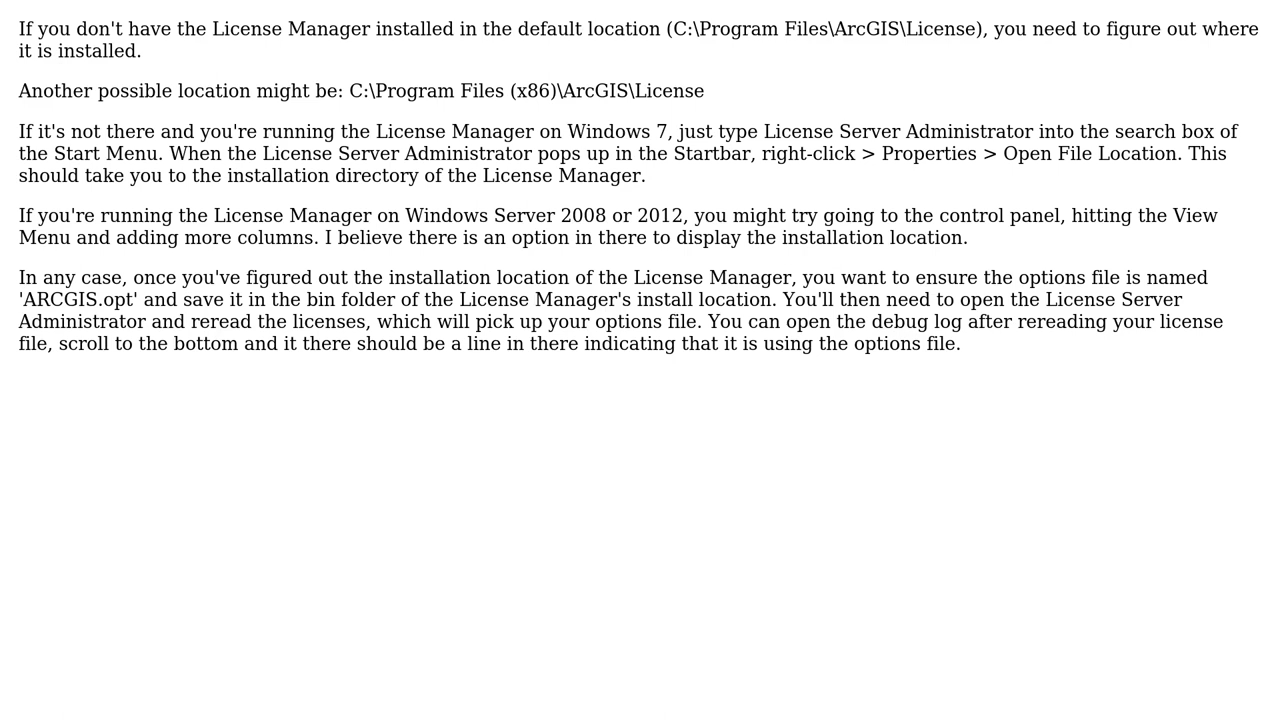 If you don't have the License Manager installed in the default location (C:\Program Files\ArcGIS\License), you need to figure out where
it is installed.
Another possible location might be: C:\Program Files (x86)\ArcGIS\License
If it's not there and you're running the License Manager on Windows 7, just type License Server Administrator into the search box of
the Start Menu. When the License Server Administrator pops up in the Startbar, right-click > Properties > Open File Location. This
should take you to the installation directory of the License Manager.
If you're running the License Manager on Windows Server 2008 or 2012, you might try going to the control panel, hitting the View
Menu and adding more columns. I believe there is an option in there to display the installation location.
In any case, once you've figured out the installation location of the License Manager, you want to ensure the options file is named
'ARCGIS.opt' and save it in the bin folder of the License Manager's install location. You'll then need to open the License Server
Administrator and reread the licenses, which will pick up your options file. You can open the debug log after rereading your license
file, scroll to the bottom and it there should be a line in there indicating that it is using the options file.